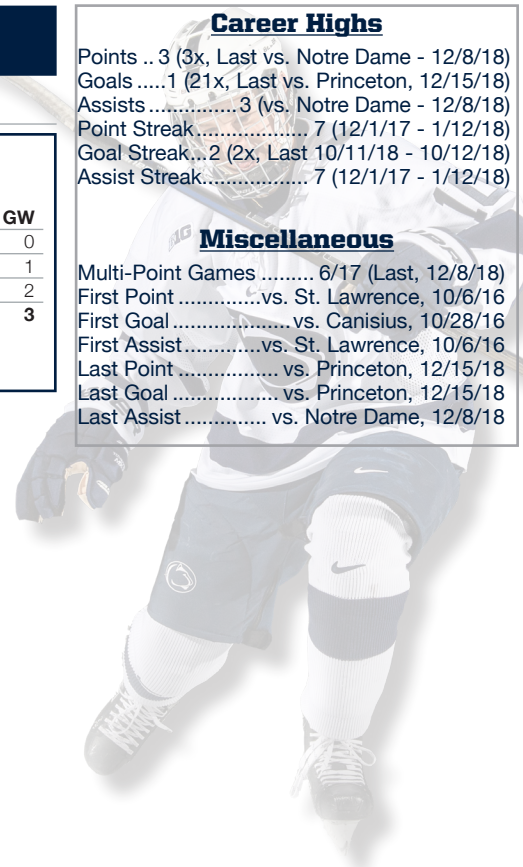 GW
0
1
2
3
Career Highs
Points .. 3 (3x, Last vs. Notre Dame - 12/8/18)
Goals .....1 (21x, Last vs. Princeton, 12/15/18)
Assists ...............3 (vs. Notre Dame - 12/8/18)
Point Streak.................. 7 (12/1/17 - 1/12/18)
Goal Streak...2 (2x, Last 10/11/18 - 10/12/18)
Assist Streak.................. 7 (12/1/17 - 1/12/18)
Miscellaneous
Multi-Point Games ......... 6/17 (Last, 12/8/18)
First Point ..............vs. St. Lawrence, 10/6/16
First Goal ....................vs. Canisius, 10/28/16
First Assist.............vs. St. Lawrence, 10/6/16
Last Point ................. vs. Princeton, 12/15/18
Last Goal .................. vs. Princeton, 12/15/18
Last Assist .............. vs. Notre Dame, 12/8/18